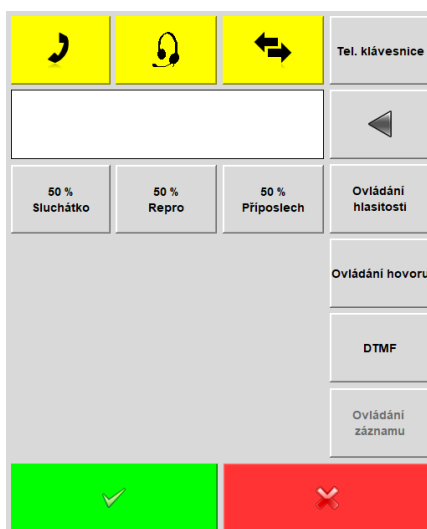 Tel. klávesnice
50 %
Sluchátko
50 %
Repro
50 %
Příposlech
Ovládání
hlasitosti
Ovládání hovoru
DTMF
Ovládání
záznamu